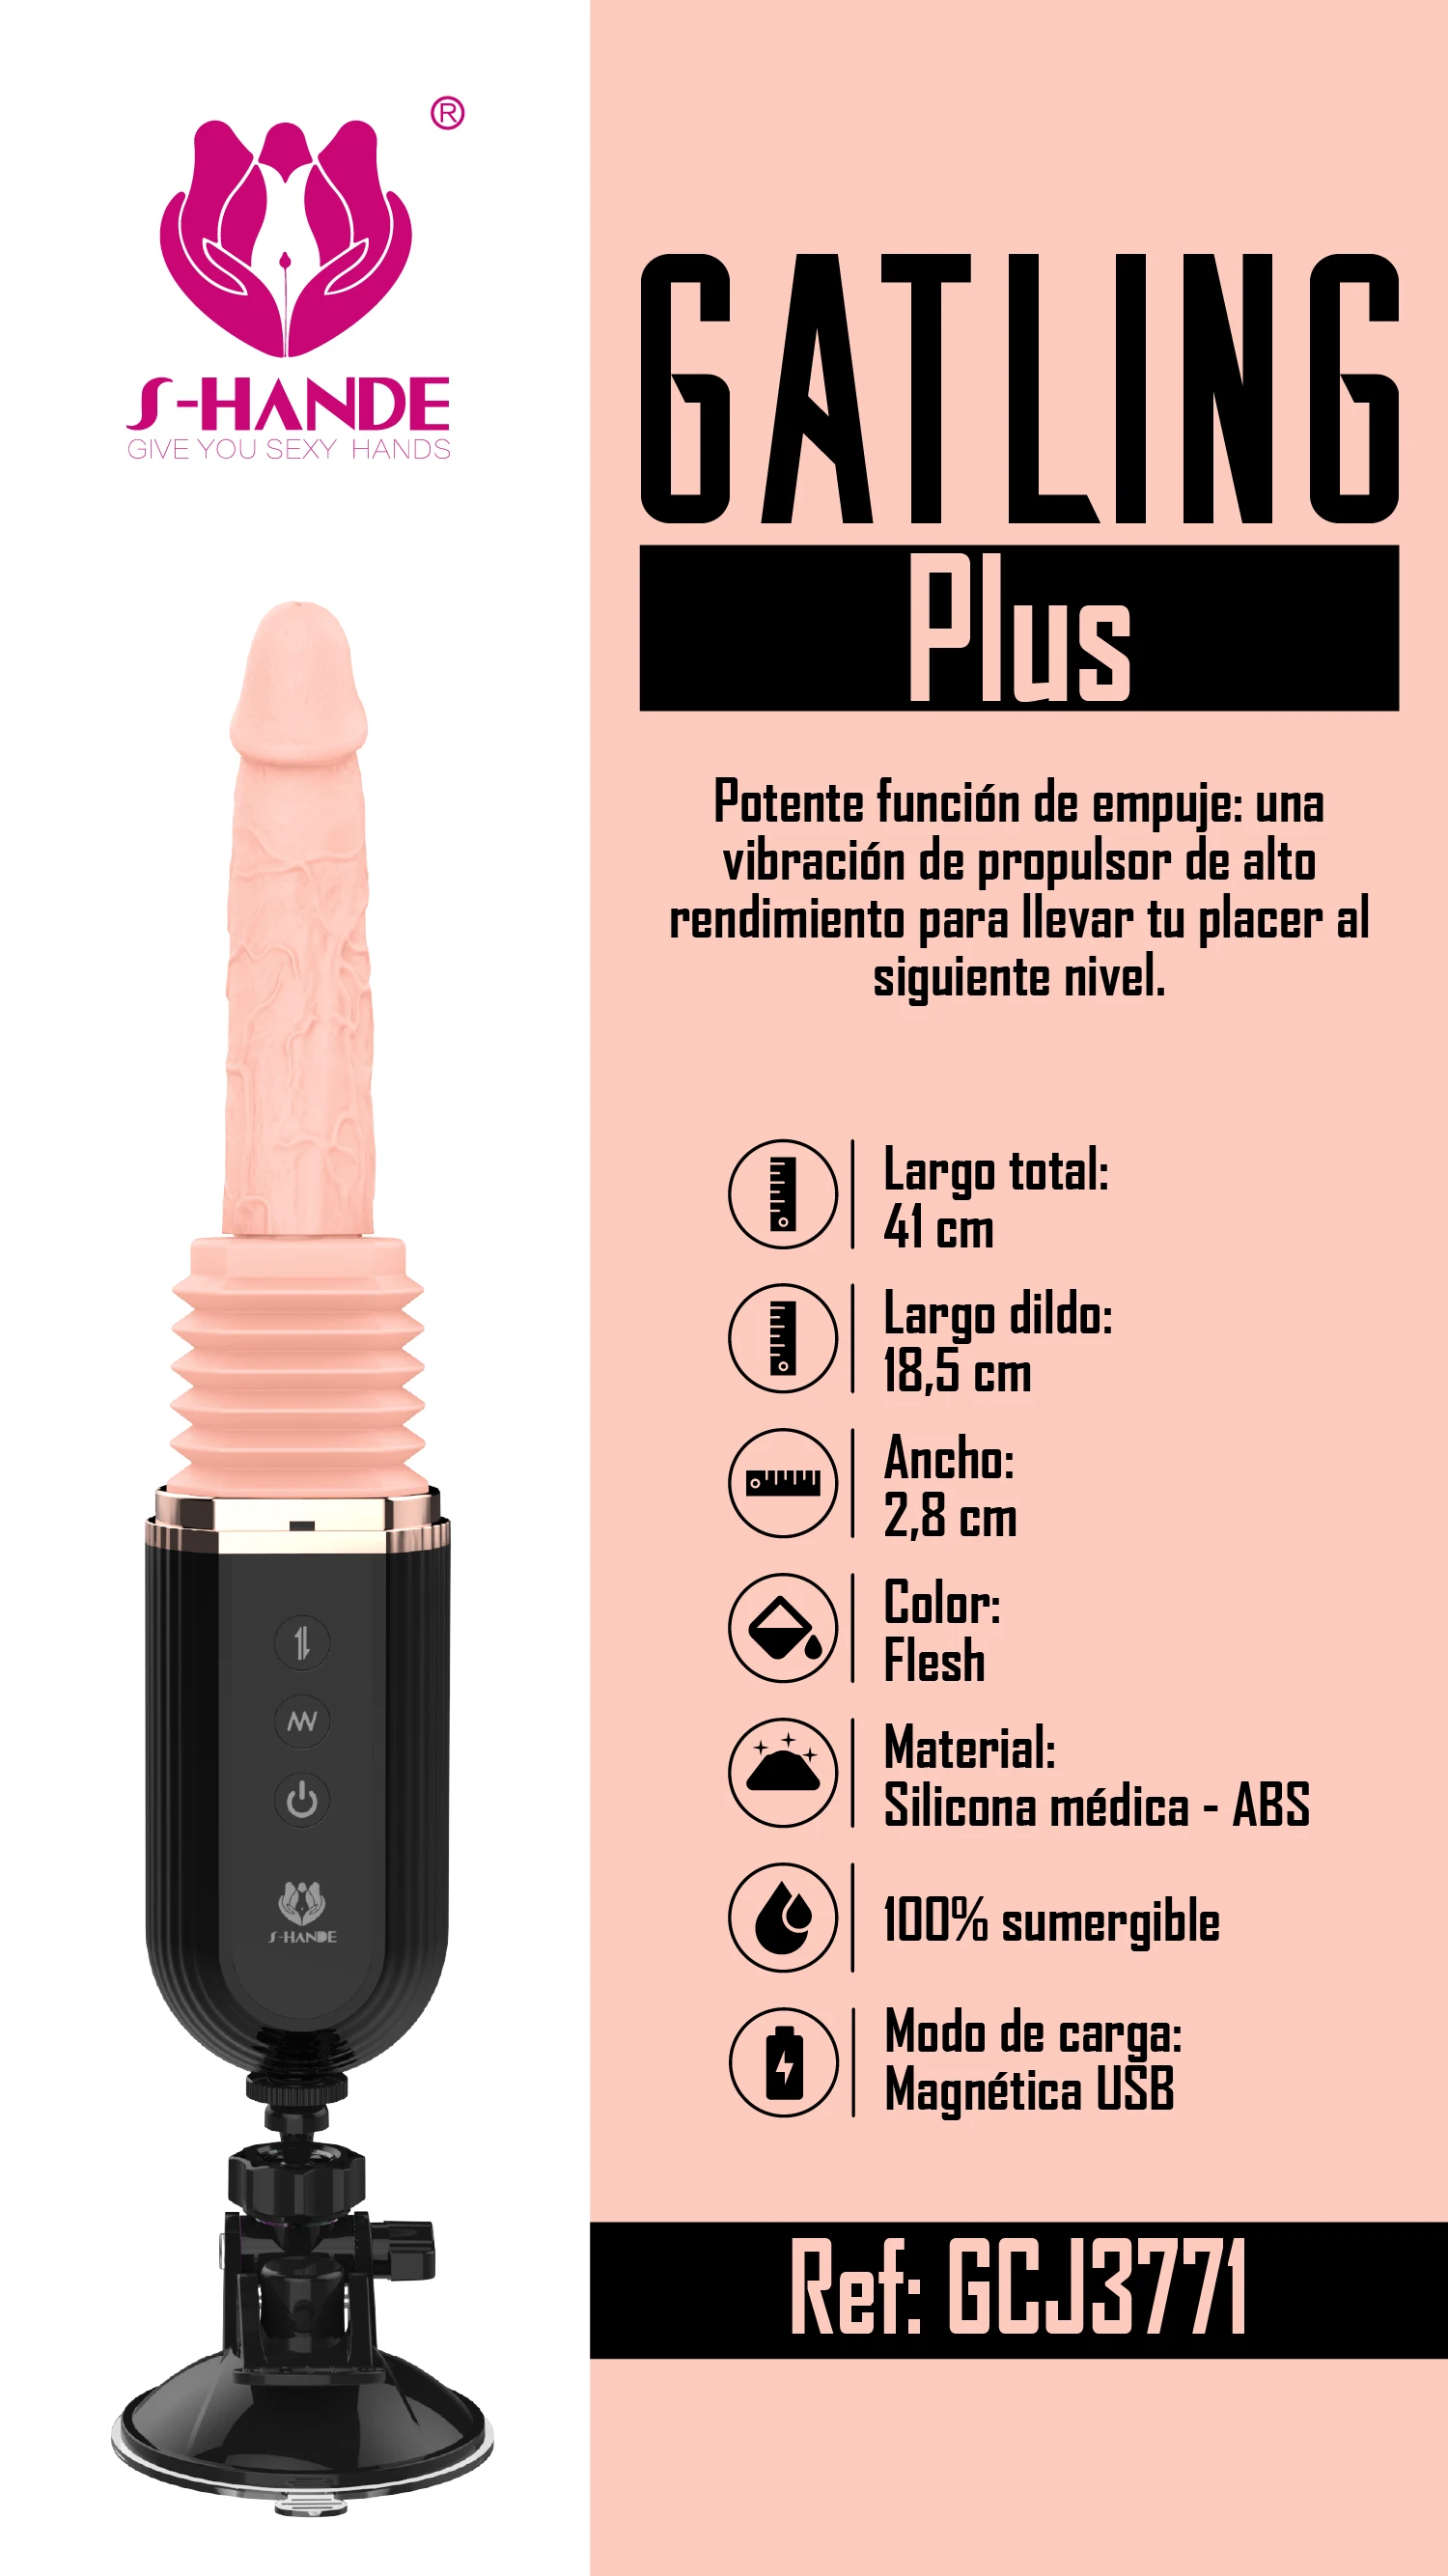 ®
S-HANDE
GIVE YOU SEXY HANDS
GATLING
Plus
Potente función de empuje: una
vibración de propulsor de alto
rendimiento para llevar tu placer al
siguiente nivel.
Largo total:
41 cm
Largo dildo:
18,5 cm
Ancho:
2,8 cm
Color:
Flesh
Material:
Silicona médica - ABS
100% sumergible
Modo de carga:
Magnética USB
S-HANDE
Ref: GCJ3771